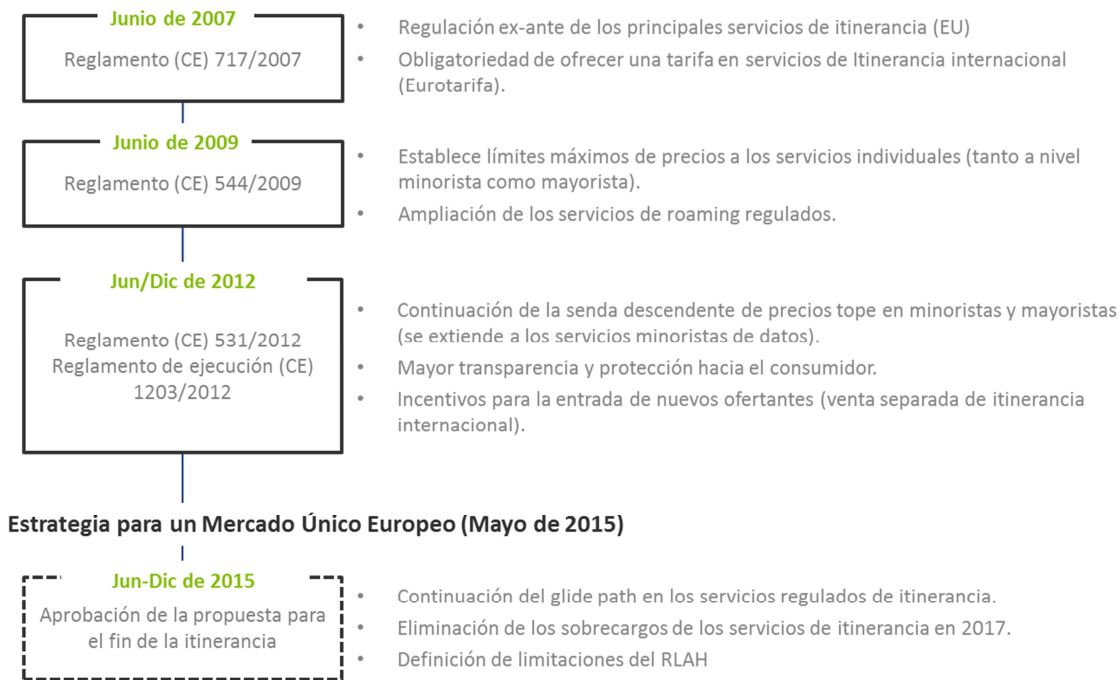 Junio de 2007
Reglamento (CE) 717/2007
• Regulación ex-ante de los principales servicios de itinerancia (EU)
• Obligatoriedad de ofrecer una tarifa en servicios de Itinerancia internacional
(Eurotarifa).
Junio de 2009
Reglamento (CE) 544/2009
• Establece límites máximos de precios a los servicios individuales (tanto a nivel
minorista como mayorista).
• Ampliación de los servicios de roaming regulados.
Jun/Dic de 2012
Reglamento (CE) 531/2012
Reglamento de ejecución (CE)
1203/2012
• Continuación de la senda descendente de precios tope en minoristas y mayoristas
(se extiende a los servicios minoristas de datos).
• Mayor transparencia y protección hacia el consumidor.
• Incentivos para la entrada de nuevos ofertantes (venta separada de itinerancia
internacional).
Estrategia para un Mercado Único Europeo (Mayo de 2015)
Jun-Dic de 2015
Aprobación de la propuesta para
el fin de la itinerancia
• Continuación del glide path en los servicios regulados de itinerancia.
• Eliminación de los sobrecargos de los servicios de itinerancia en 2017.
• Definición de limitaciones del RLAH